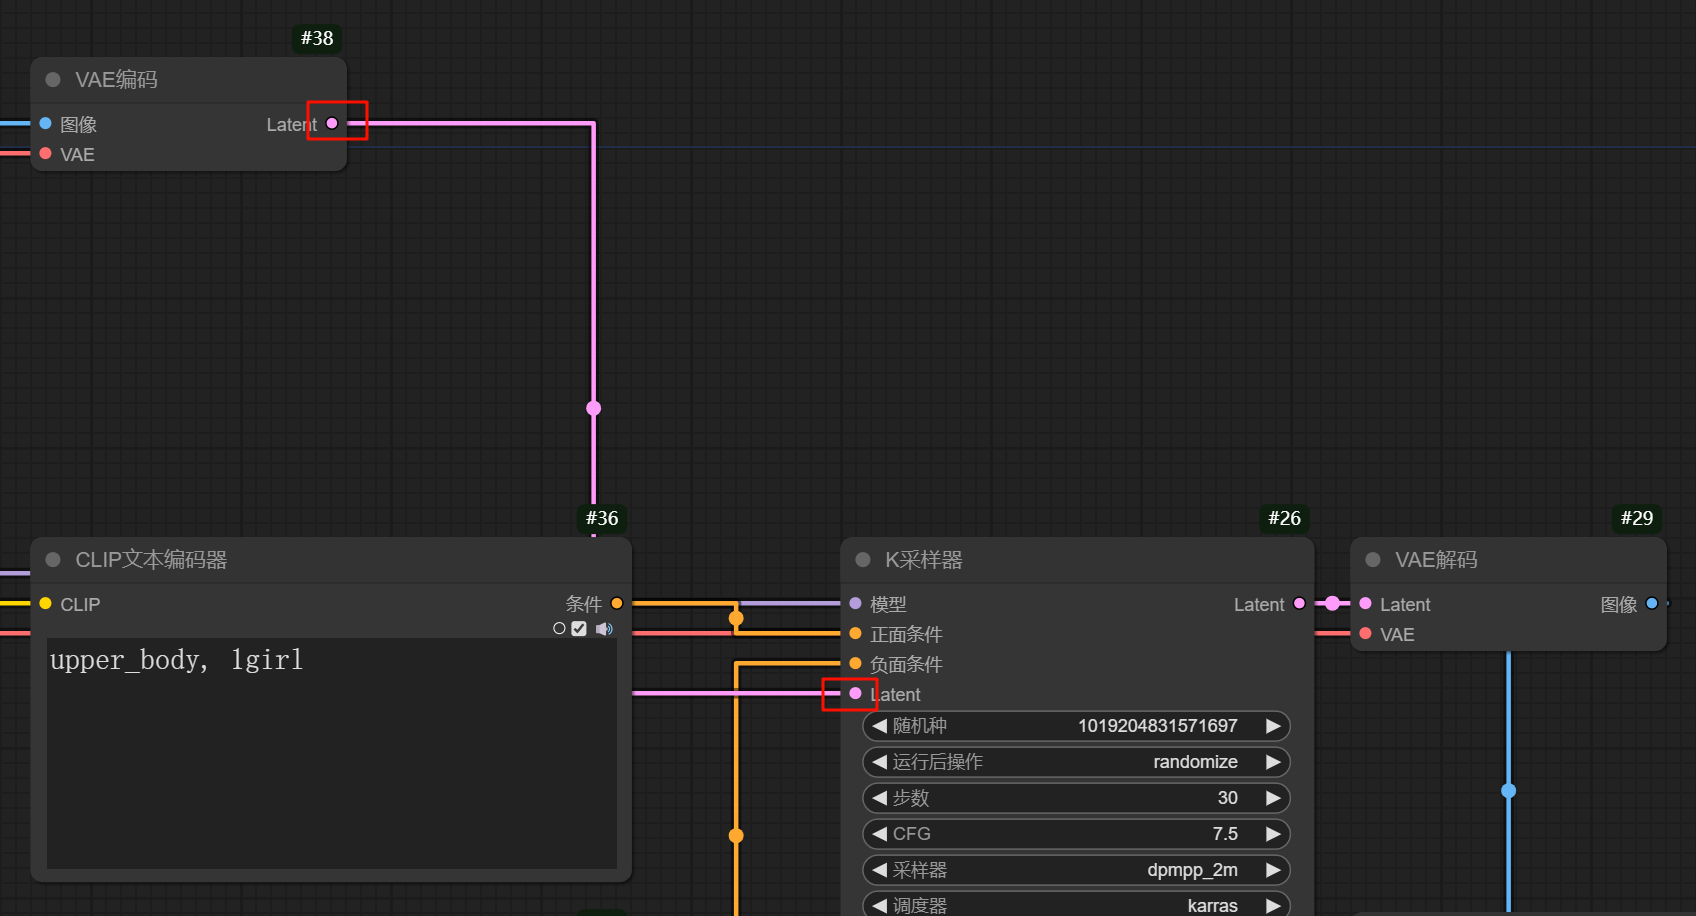 #38
VAE编码
图像 Latent
VAE
#36
CLIP文本编码器
CLIP 条件
upper_body, 1girl
#26
K采样器
模型 Latent
正面条件
负面条件
Latent
随机种 1019204831571697
运行后操作 randomize
步数 30
CFG 7.5
采样器 dpmpp_2m
调度器 karras
#29
VAE解码
Latent 图像
VAE